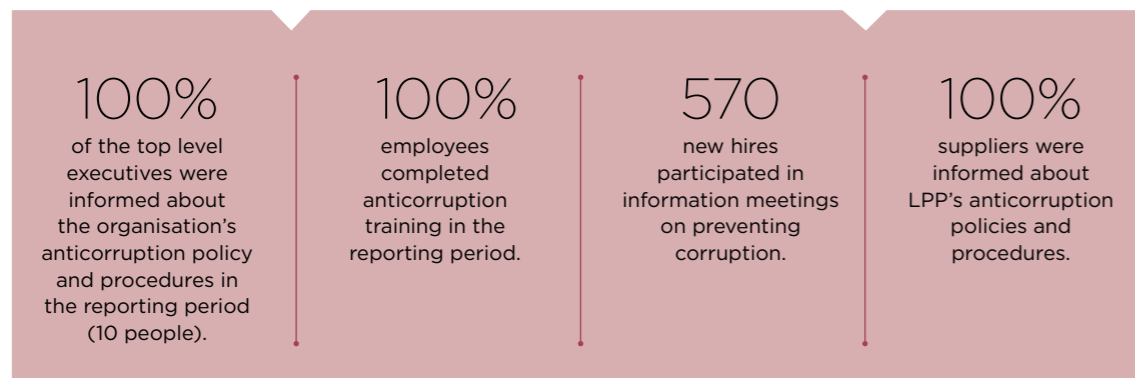 100%
of the top level
executives were
informed about
the organisation's
anticorruption policy
and procedures in
the reporting period
(10 people).
100%
employees
completed
anticorruption
training in the
reporting period.
570
new hires
participated in
information meetings
on preventing
corruption.
100%
suppliers were
informed about
LPP's anticorruption
policies and
procedures.